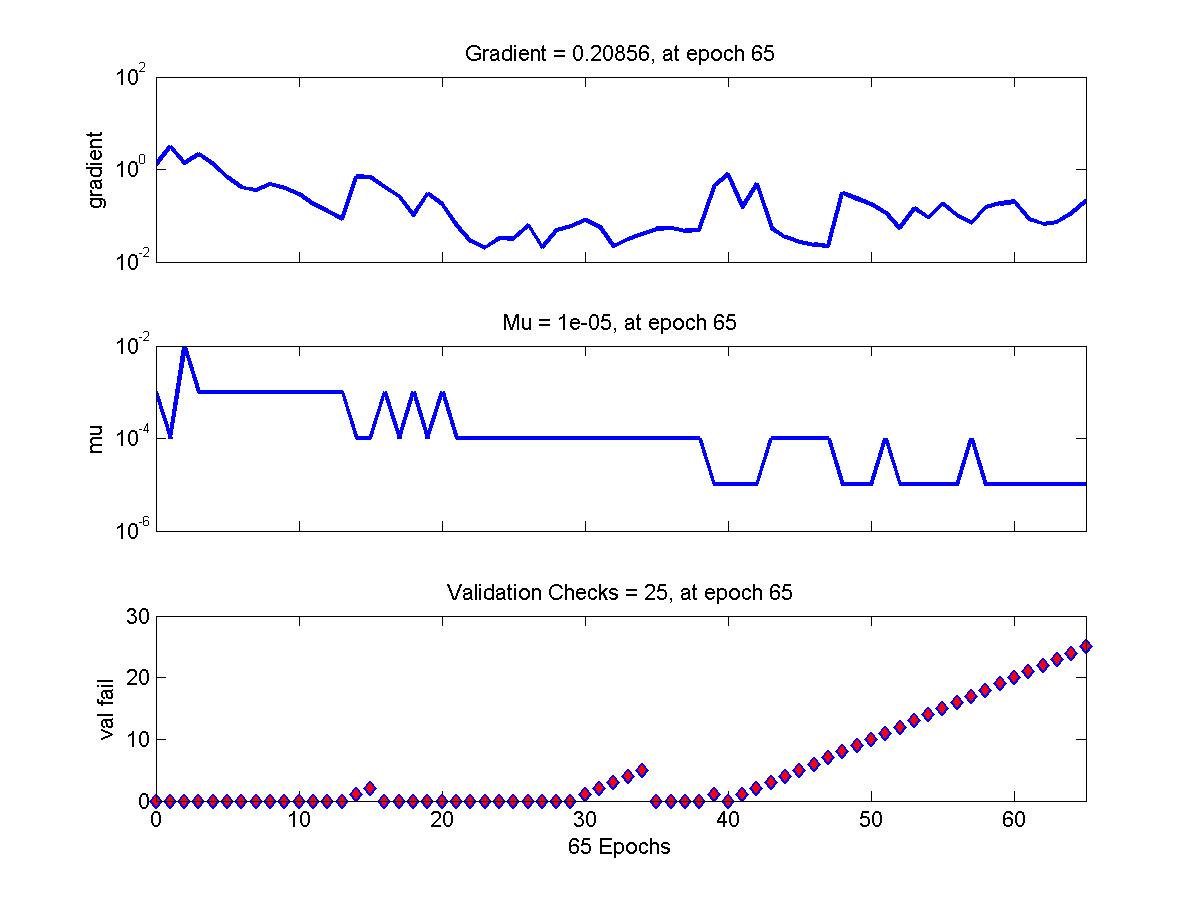 Gradient = 0.20856, at epoch 65
10^2
10^0
10^-2
gradient
Mu = 1e-05, at epoch 65
10^-2
10^-4
10^-6
mu
Validation Checks = 25, at epoch 65
30
20
10
0
val fail
0 10 20 30 40 50 60
65 Epochs